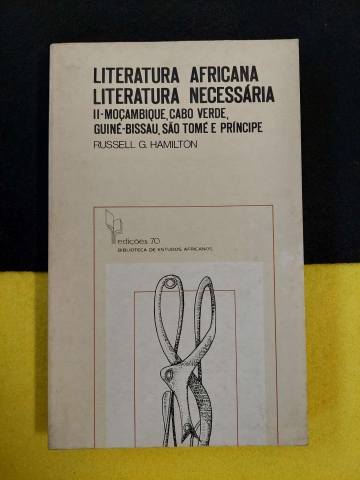 LITERATURA AFRICANA
LITERATURA NECESSÁRIA
II-MOÇAMBIQUE, CABO VERDE,
GUINÉ-BISSAU, SÃO TOMÉ E PRÍNCIPE
RUSSELL G. HAMILTON
edições 70
BIBLIOTECA DE ESTUDOS AFRICANOS